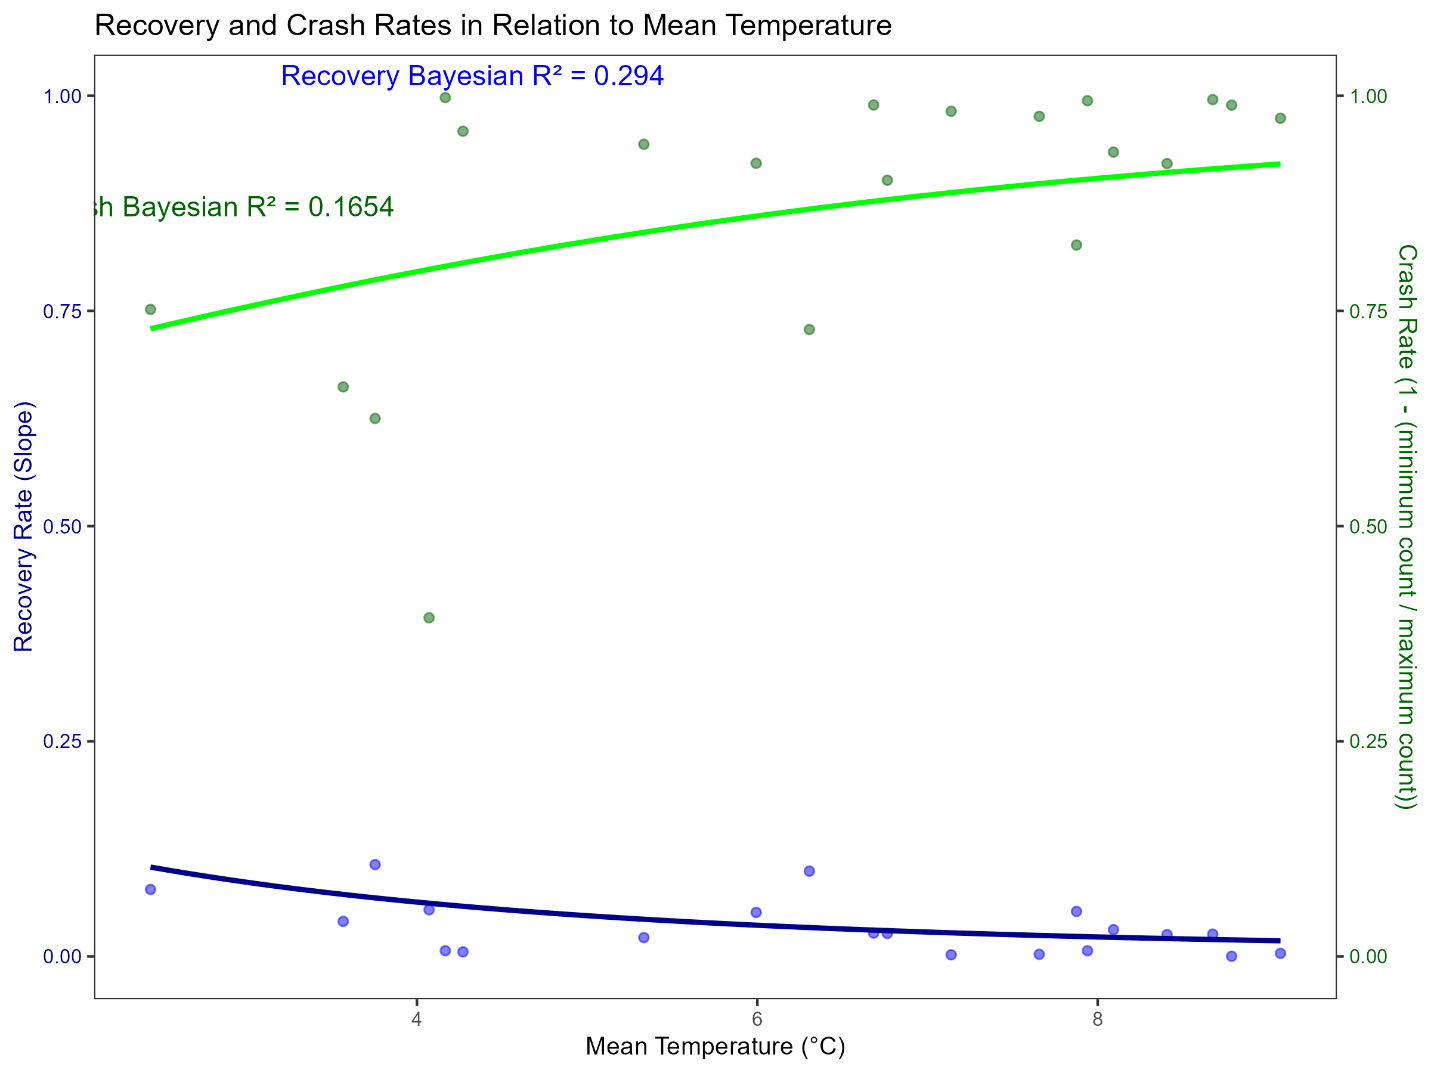 Recovery and Crash Rates in Relation to Mean Temperature
Recovery Bayesian R² = 0.294
sh Bayesian R² = 0.1654
1.00
0.75
0.50
0.25
0.00
Recovery Rate (Slope)
1.00
0.75
0.50
0.25
0.00
Crash Rate (1 - (minimum count / maximum count))
4
6
8
Mean Temperature (°C)